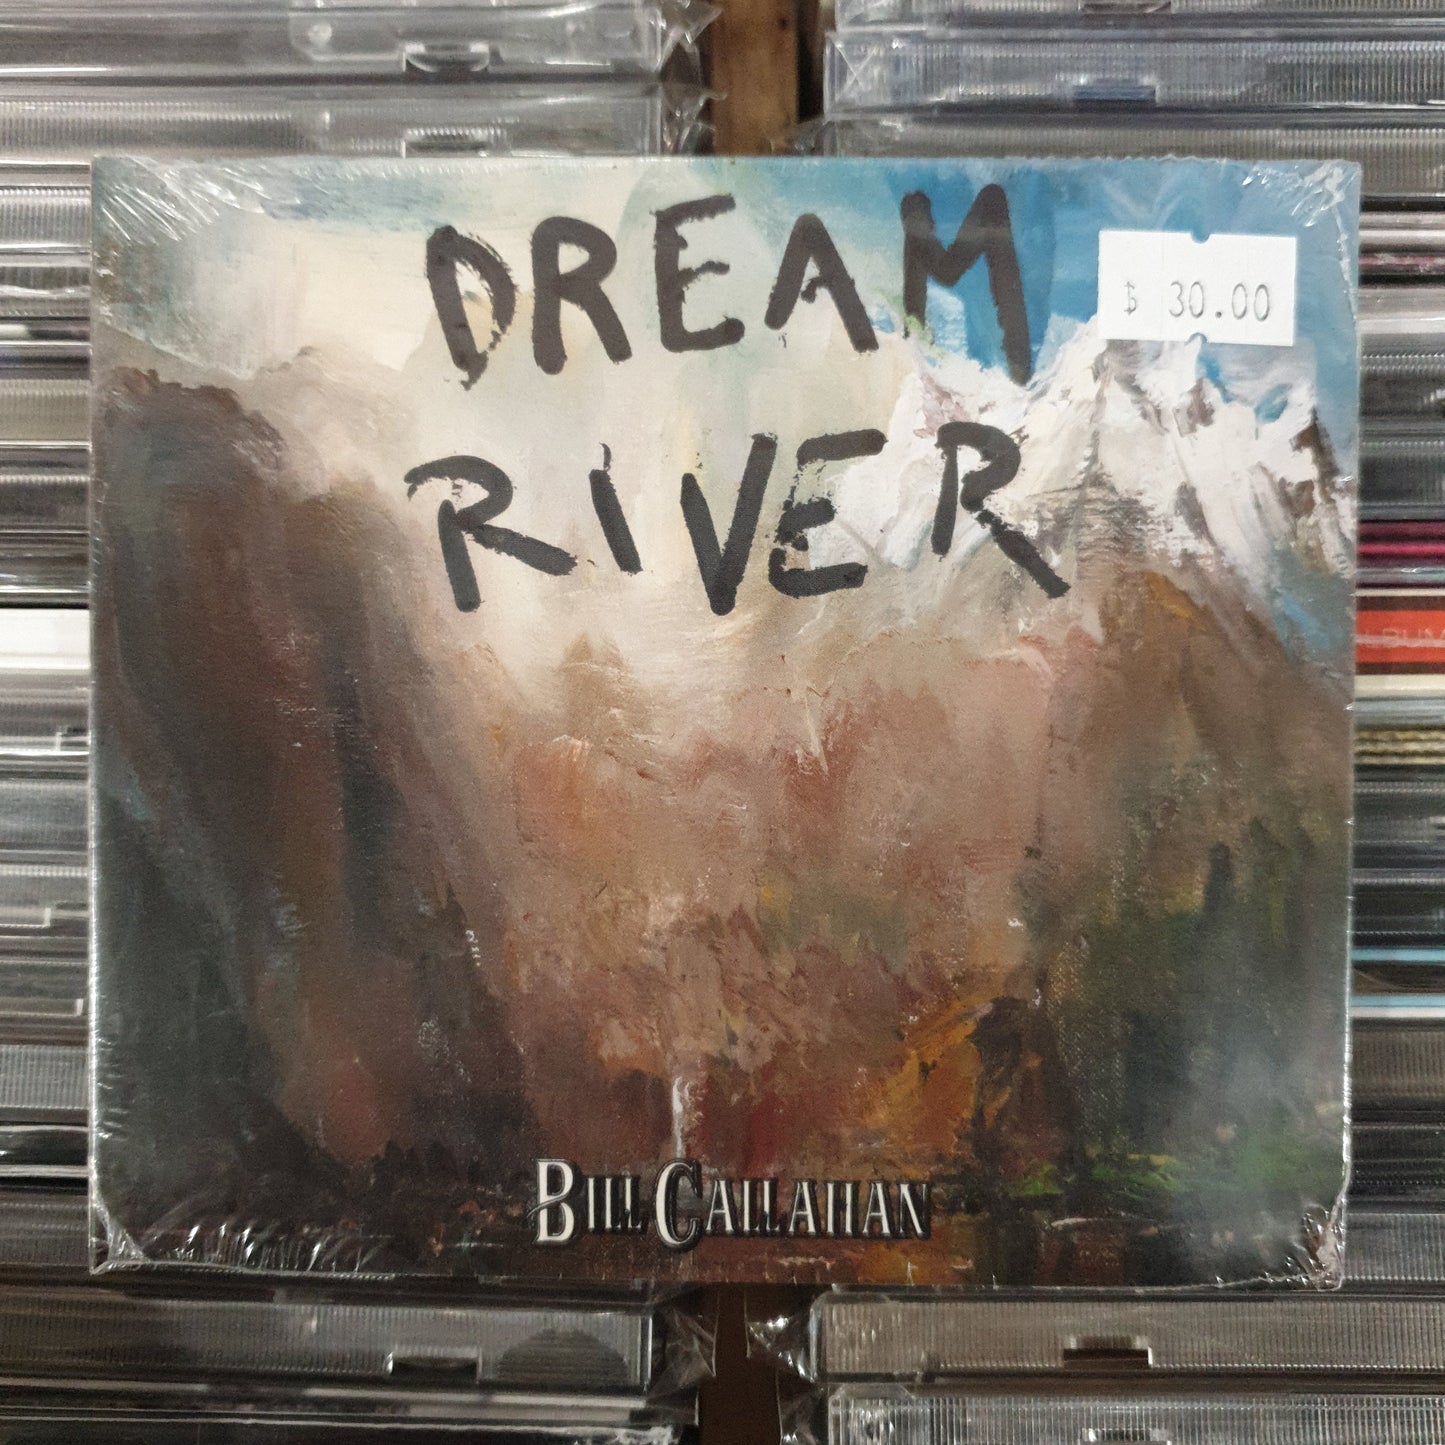 DREAM
$ 30.00
RIVER
BILL CALLAHAN